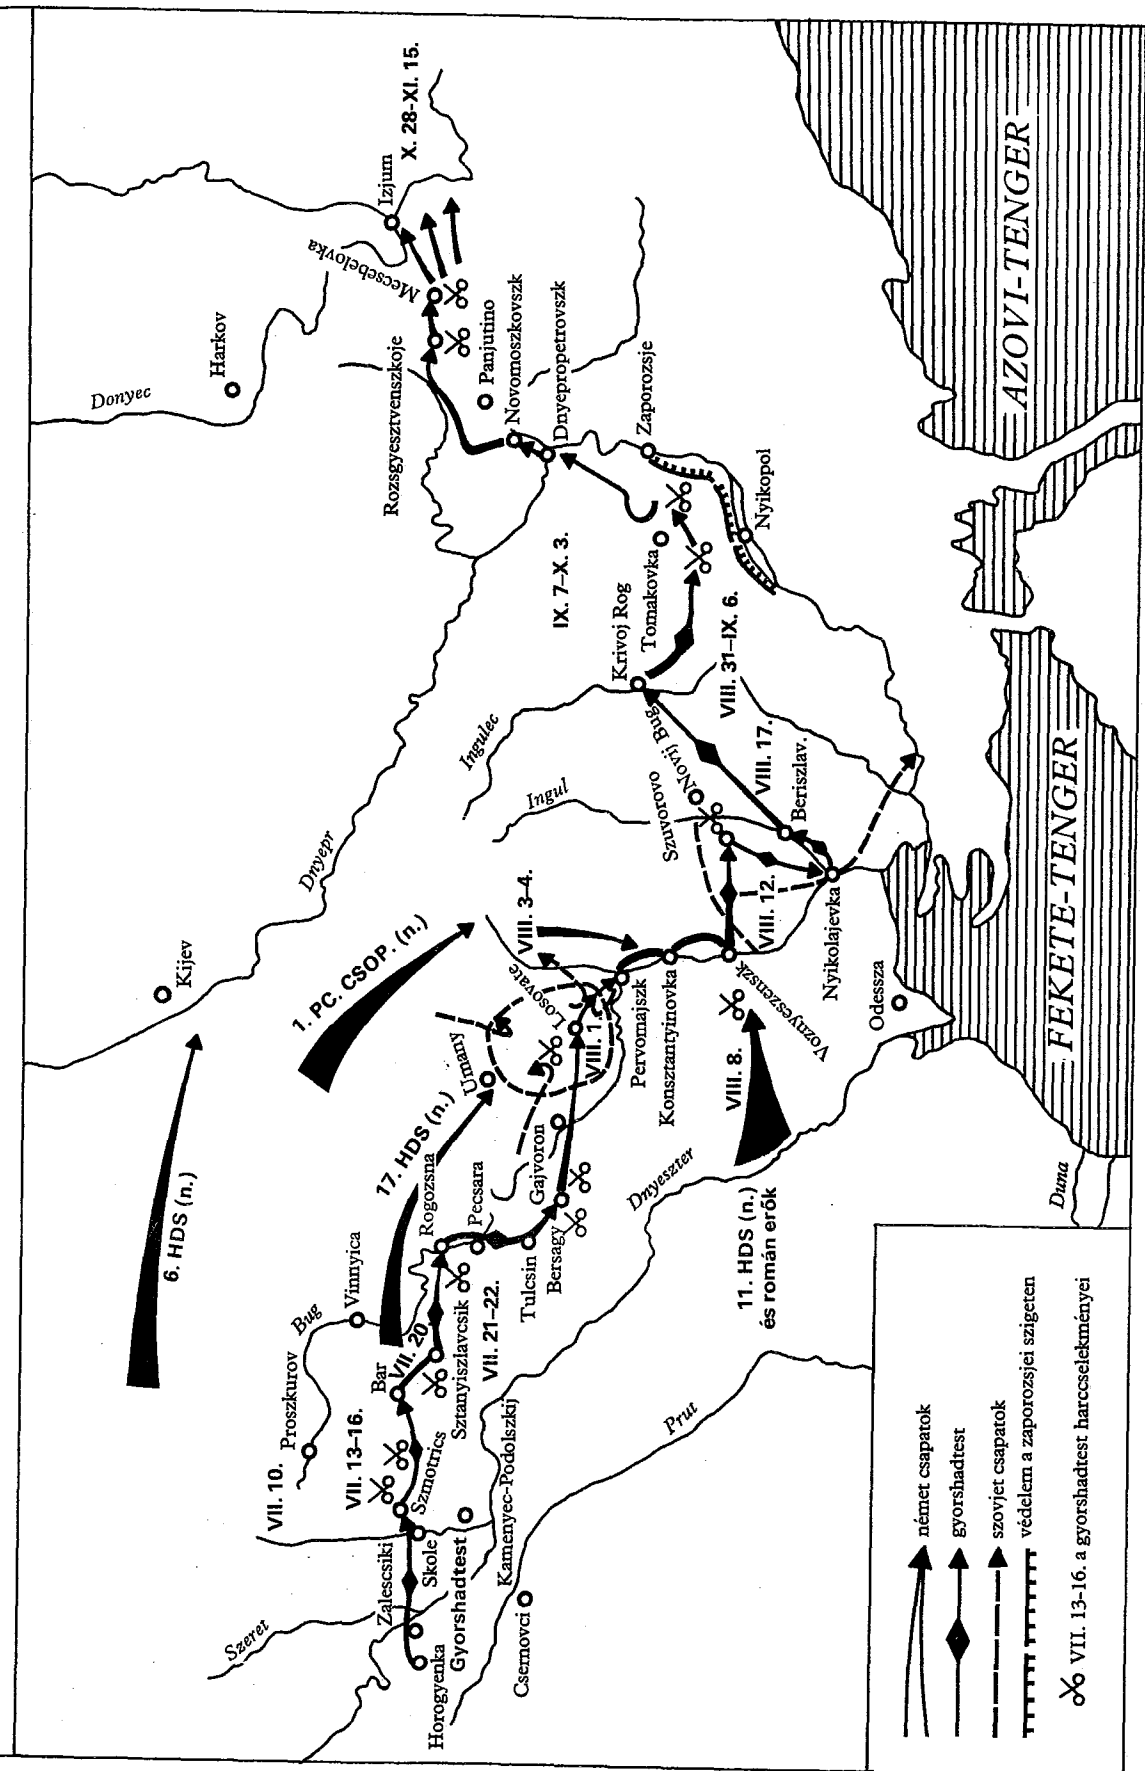 6. HDS (n.)
Kijev
Dnyepr
Donyec
Harkov
Izjum
X. 28-XI. 15.
Mecsebelovka
Rozsgyesztvenszkoje
Panjutino
Novomoszkovszk
Dnyepropetrovszk
Zaporozsje
IX. 7–X. 3.
Tomakovka
Nyikopol
Krivoj Rog
VIII. 31–IX. 6.
Ingulec
Ingul
Novij Bug
Szuvorovo
VIII. 17.
Beriszlav.
VIII. 12.
Nyikolajevka
Odessza
1. PC. CSOP. (n.)
VIII. 3–4.
Losovate
VIII. 1.
Umany
17. HDS (n.)
Pervomajszk
Konsztantyinovka
Voznyeszenszk
VIII. 8.
11. HDS (n.)
és román erők
Gajvoron
Bersagy
Tulcsin
Pecsara
Rogozsna
VII. 21–22.
Sztanyiszlavcsik
VII. 20
Bar
Vinnyica
Bug
Proszkurov
VII. 10.
VII. 13–16.
Szmotrics
Skole
Zalescsiki
Szeret
Horogyenka
Gyorshadtest
Kamenyec-Podolszkij
Csernovci
Prut
Dnyeszter
Duna
FEKETE-TENGER
AZOVI-TENGER
német csapatok
gyorshadtest
szovjet csapatok
védelem a zaporozsjei szigeten
VII. 13-16. a gyorshadtest harccselekményei